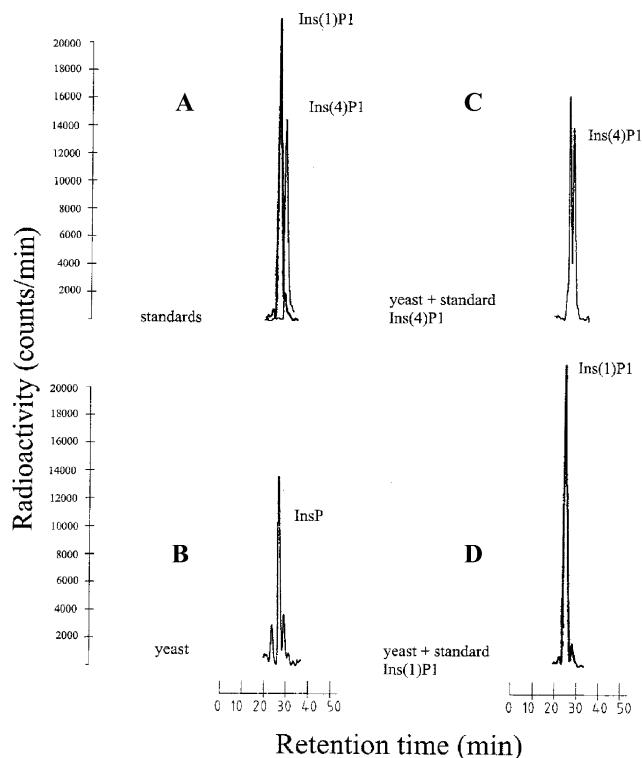 Radioactivity (counts/min)
20000
18000
16000
14000
12000
10000
8000
6000
4000
2000
A
Ins(1)P1
Ins(4)P1
standards
C
Ins(4)P1
yeast + standard
Ins(4)P1
20000
18000
16000
14000
12000
10000
8000
6000
4000
2000
B
InsP
yeast
D
Ins(1)P1
yeast + standard
Ins(1)P1
0 10 20 30 40 50
0 10 20 30 40 50
Retention time (min)